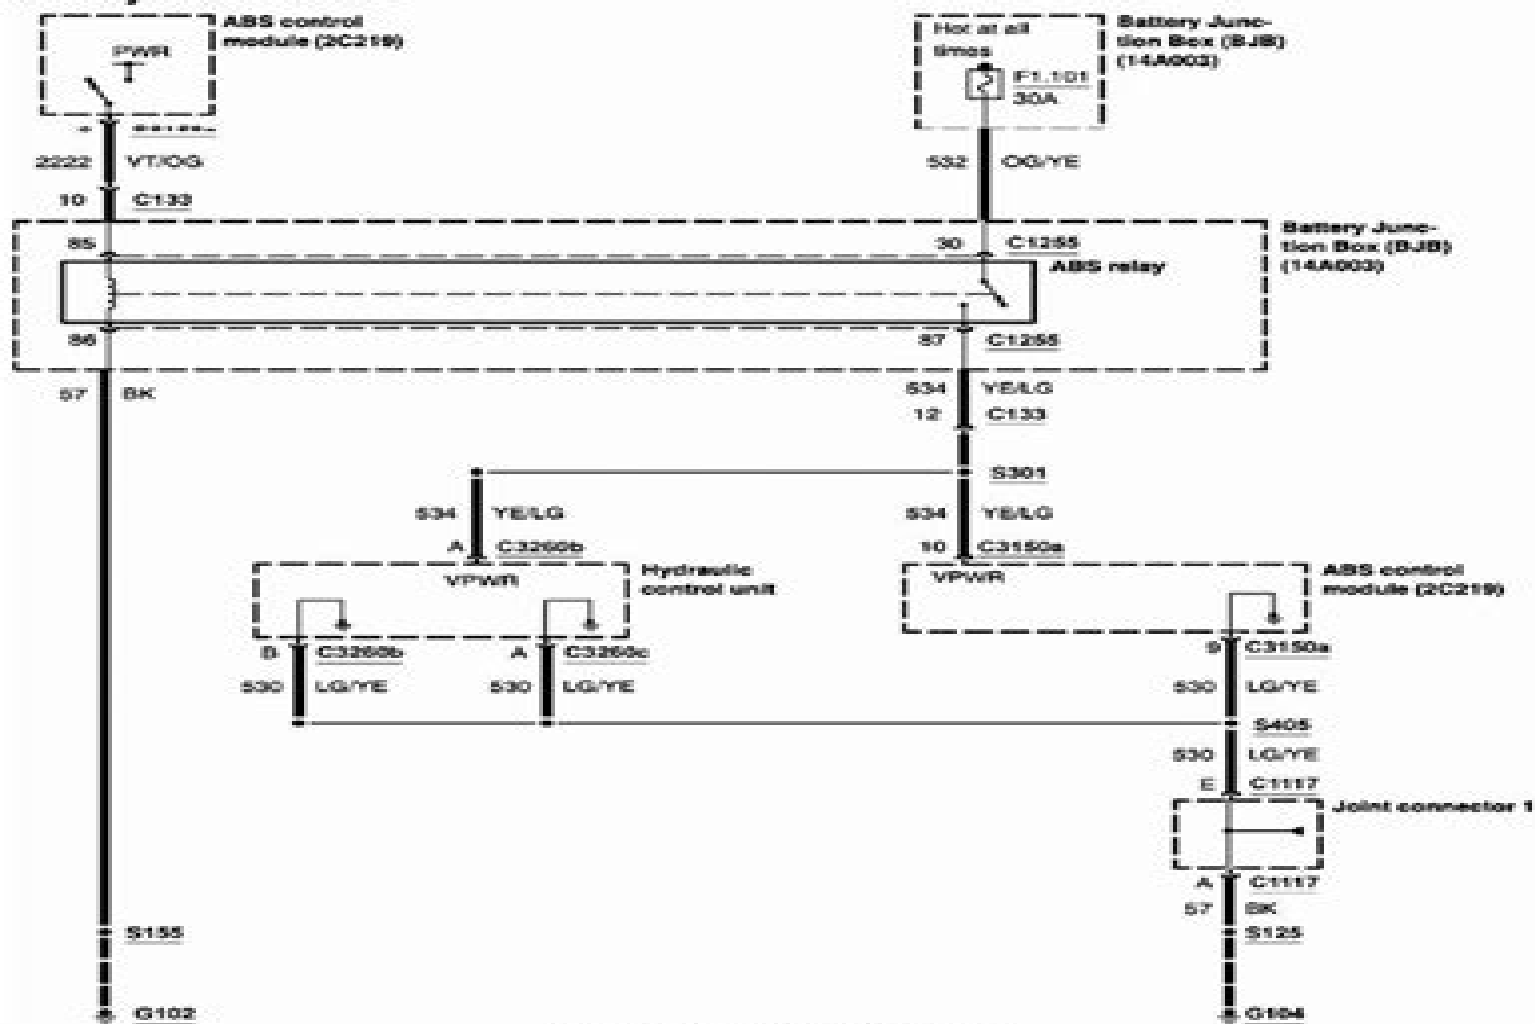 ABS control
module (2C219)
PWR
Hot at all
times
F1.101
30A
Battery Junc-
tion Box (BJB)
(14A003)
2222 VT/OG
532 OG/YE
10 C133
85
30 C1255
ABS relay
Battery Junc-
tion Box (BJB)
(14A003)
86
87 C1255
57 BK
534 YE/LG
12 C133
S301
534 YE/LG
534 YE/LG
A C3260b
10 C3150a
VPWR
Hydraulic
control unit
VPWR
ABS control
module (2C219)
B C3260b
A C3260c
9 C3150a
530 LG/YE
530 LG/YE
530 LG/YE
S405
530 LG/YE
E C1117
Joint connector 1
A C1117
57 BK
S155
S125
G102
G104